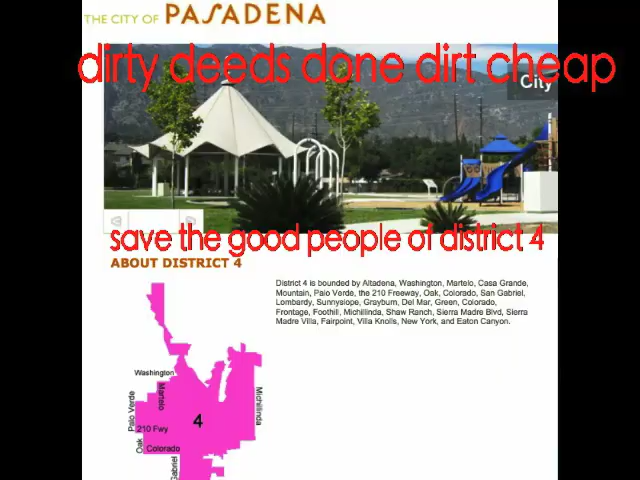 THE CITY OF PASADENA
dirty deeds done dirt cheap
City
save the good people of district 4
ABOUT DISTRICT 4
District 4 is bounded by Altadena, Washington, Martelo, Casa Grande,
Mountain, Palo Verde, the 210 Freeway, Oak, Colorado, San Gabriel,
Lombardy, Sunnyslope, Grayburn, Del Mar, Green, Colorado,
Frontage, Foothill, Michillinda, Shaw Ranch, Sierra Madre Blvd, Sierra
Madre Villa, Fairpoint, Villa Knolls, New York, and Eaton Canyon.
Washington
Martelo
Palo Verde
Michilinda
4
210 Fwy
Oak
Colorado
Gabriel